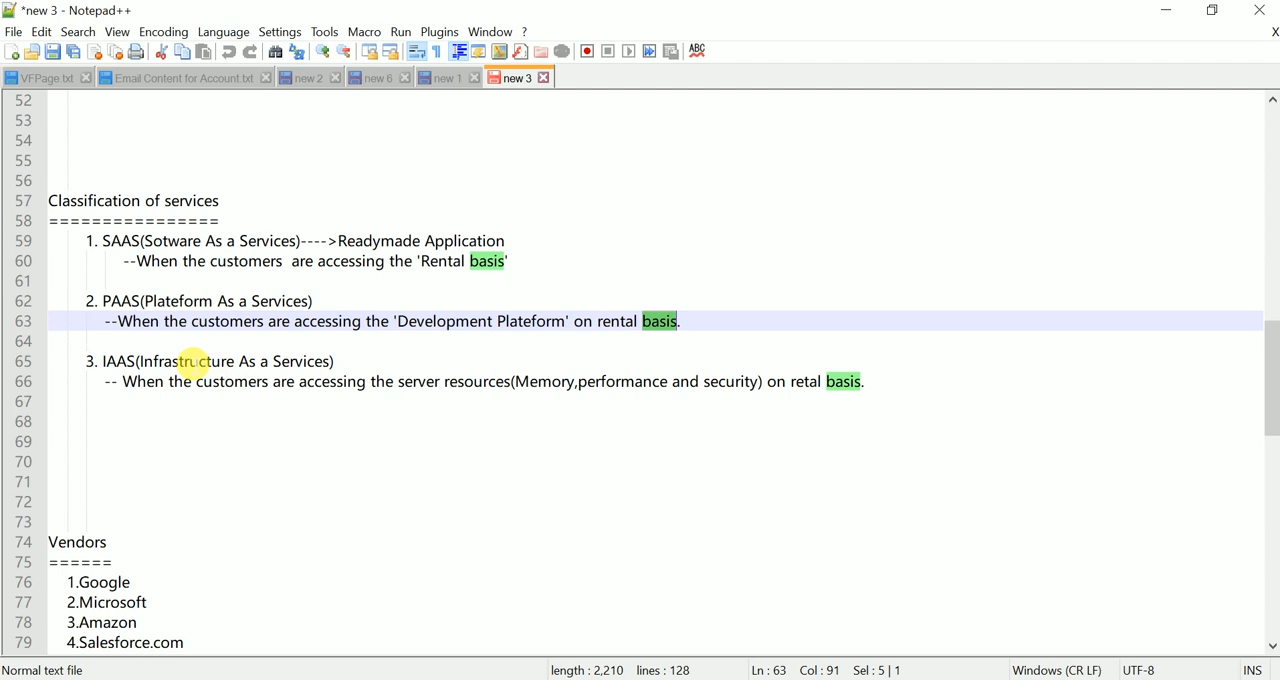 *new 3 - Notepad++
File Edit Search View Encoding Language Settings Tools Macro Run Plugins Window ? X
ABC
VFPage.txt Email Content for Account.txt new 2 new 6 new 1 new 3
52
53
54
55
56
57 Classification of services
58 ================
59 1. SAAS(Sotware As a Services)---->Readymade Application
60 --When the customers are accessing the 'Rental basis'
61
62 2. PAAS(Plateform As a Services)
63 --When the customers are accessing the 'Development Plateform' on rental basis.
64
65 3. IAAS(Infrastructure As a Services)
66 -- When the customers are accessing the server resources(Memory,performance and security) on retal basis.
67
68
69
70
71
72
73
74 Vendors
75 ======
76 1.Google
77 2.Microsoft
78 3.Amazon
79 4.Salesforce.com
Normal text file length : 2,210 lines : 128 Ln : 63 Col : 91 Sel : 5 | 1 Windows (CR LF) UTF-8 INS